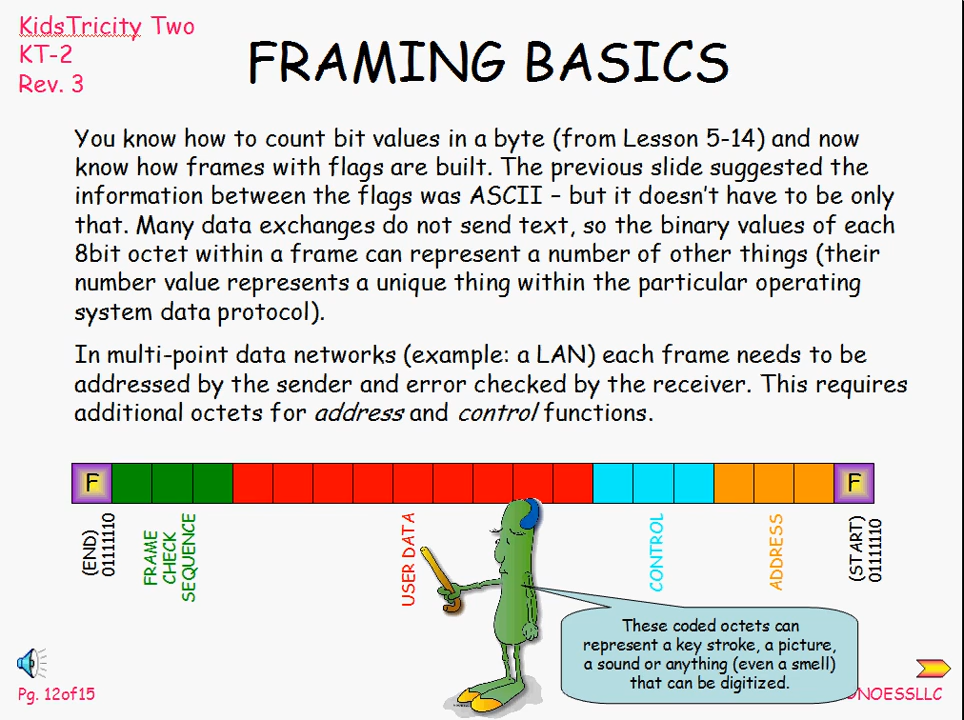 KidsTricity Two
KT-2
Rev. 3
FRAMING BASICS
You know how to count bit values in a byte (from Lesson 5-14) and now
know how frames with flags are built. The previous slide suggested the
information between the flags was ASCII – but it doesn't have to be only
that. Many data exchanges do not send text, so the binary values of each
8bit octet within a frame can represent a number of other things (their
number value represents a unique thing within the particular operating
system data protocol).
In multi-point data networks (example: a LAN) each frame needs to be
addressed by the sender and error checked by the receiver. This requires
additional octets for address and control functions.
F
F
(END)
01111110
FRAME
CHECK
SEQUENCE
USER DATA
CONTROL
ADDRESS
(START)
01111110
These coded octets can
represent a key stroke, a picture,
a sound or anything (even a smell)
that can be digitized.
Pg. 12of15
NOESSLLC